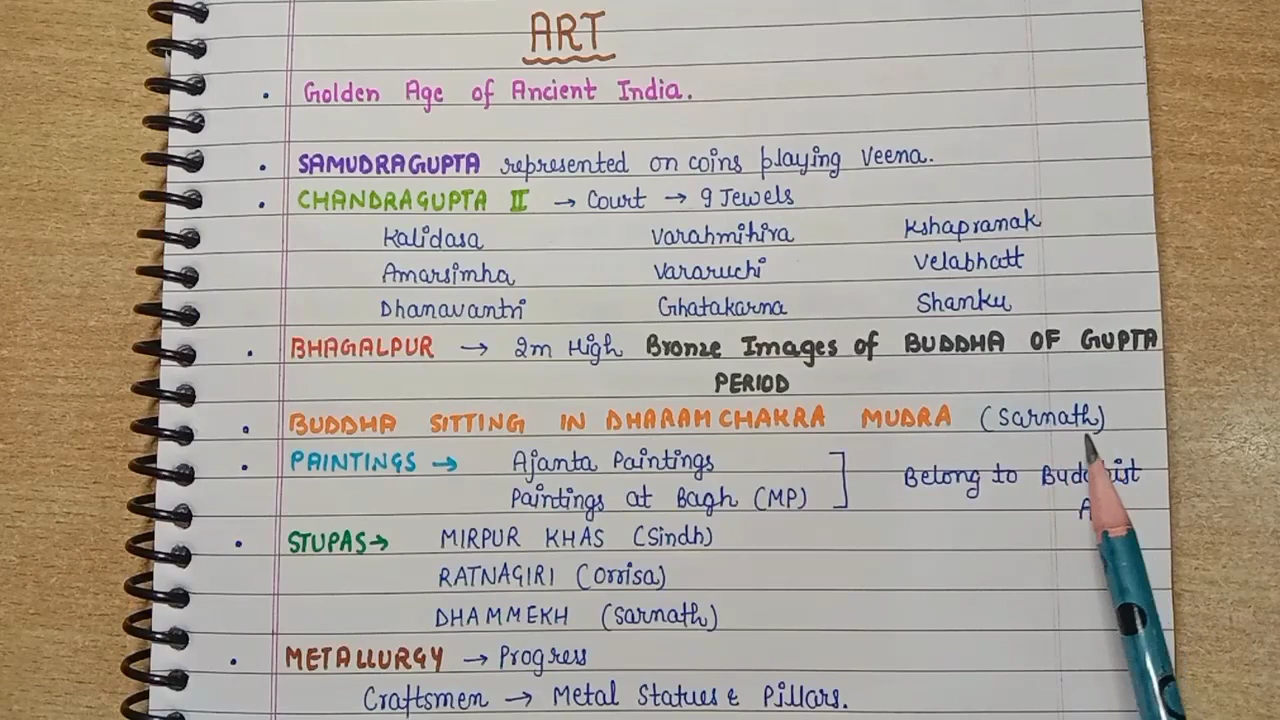 ART
Golden Age of Ancient India.
SAMUDRAGUPTA represented on coins playing Veena.
CHANDRAGUPTA II → Court → 9 Jewels
Kalidasa Varahmihira Kshapranak
Amarsimha Vararuchi Velabhatt
Dhanavantri Ghatakarna Shanku
BHAGALPUR → 2m High Bronze Images of BUDDHA OF GUPTA
PERIOD
BUDDHA SITTING IN DHARAM CHAKRA MUDRA (Sarnath)
PAINTINGS → Ajanta Paintings
Paintings at Bagh (MP)
Belong to
STUPAS → MIRPUR KHAS (Sindh)
RATNAGIRI (Orrisa)
DHAMMEKH (Sarnath)
METALLURGY → Progress
Craftsmen → Metal Statues & Pillars.